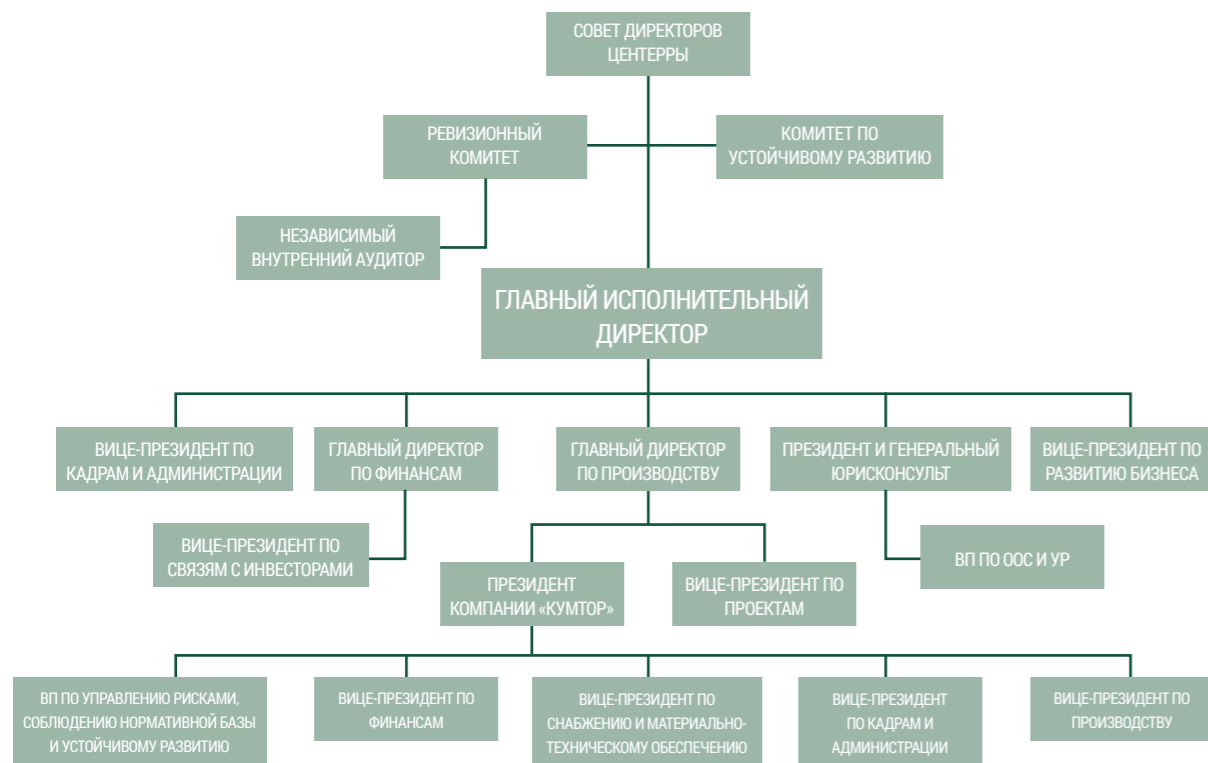 СОВЕТ ДИРЕКТОРОВ
ЦЕНТЕРРЫ
РЕВИЗИОННЫЙ
КОМИТЕТ
КОМИТЕТ ПО
УСТОЙЧИВОМУ РАЗВИТИЮ
НЕЗАВИСИМЫЙ
ВНУТРЕННИЙ АУДИТОР
ГЛАВНЫЙ ИСПОЛНИТЕЛЬНЫЙ
ДИРЕКТОР
ВИЦЕ-ПРЕЗИДЕНТ ПО
КАДРАМ И АДМИНИСТРАЦИИ
ГЛАВНЫЙ ДИРЕКТОР
ПО ФИНАНСАМ
ГЛАВНЫЙ ДИРЕКТОР
ПО ПРОИЗВОДСТВУ
ПРЕЗИДЕНТ И ГЕНЕРАЛЬНЫЙ
ЮРИСКОНСУЛЬТ
ВИЦЕ-ПРЕЗИДЕНТ ПО
РАЗВИТИЮ БИЗНЕСА
ВИЦЕ-ПРЕЗИДЕНТ ПО
СВЯЗЯМ С ИНВЕСТОРАМИ
ВП ПО ООС И УР
ПРЕЗИДЕНТ
КОМПАНИИ «КУМТОР»
ВИЦЕ-ПРЕЗИДЕНТ ПО
ПРОЕКТАМ
ВП ПО УПРАВЛЕНИЮ РИСКАМИ,
СОБЛЮДЕНИЮ НОРМАТИВНОЙ БАЗЫ
И УСТОЙЧИВОМУ РАЗВИТИЮ
ВИЦЕ-ПРЕЗИДЕНТ ПО
ФИНАНСАМ
ВИЦЕ-ПРЕЗИДЕНТ ПО
СНАБЖЕНИЮ И МАТЕРИАЛЬНО-
ТЕХНИЧЕСКОМУ ОБЕСПЕЧЕНИЮ
ВИЦЕ-ПРЕЗИДЕНТ
ПО КАДРАМ И
АДМИНИСТРАЦИИ
ВИЦЕ-ПРЕЗИДЕНТ ПО
ПРОИЗВОДСТВУ